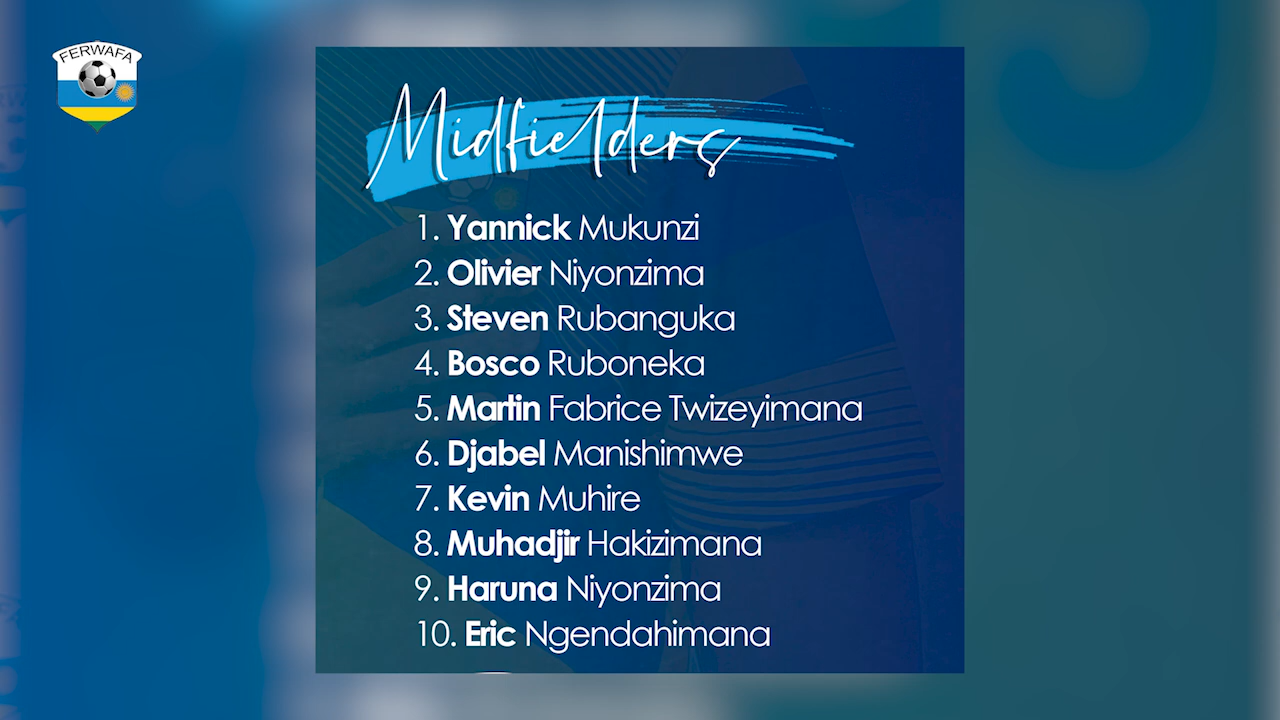 FERWAFA
Midfielders
1. Yannick Mukunzi
2. Olivier Niyonzima
3. Steven Rubanguka
4. Bosco Ruboneka
5. Martin Fabrice Twizeyimana
6. Djabel Manishimwe
7. Kevin Muhire
8. Muhadjir Hakizimana
9. Haruna Niyonzima
10. Eric Ngendahimana